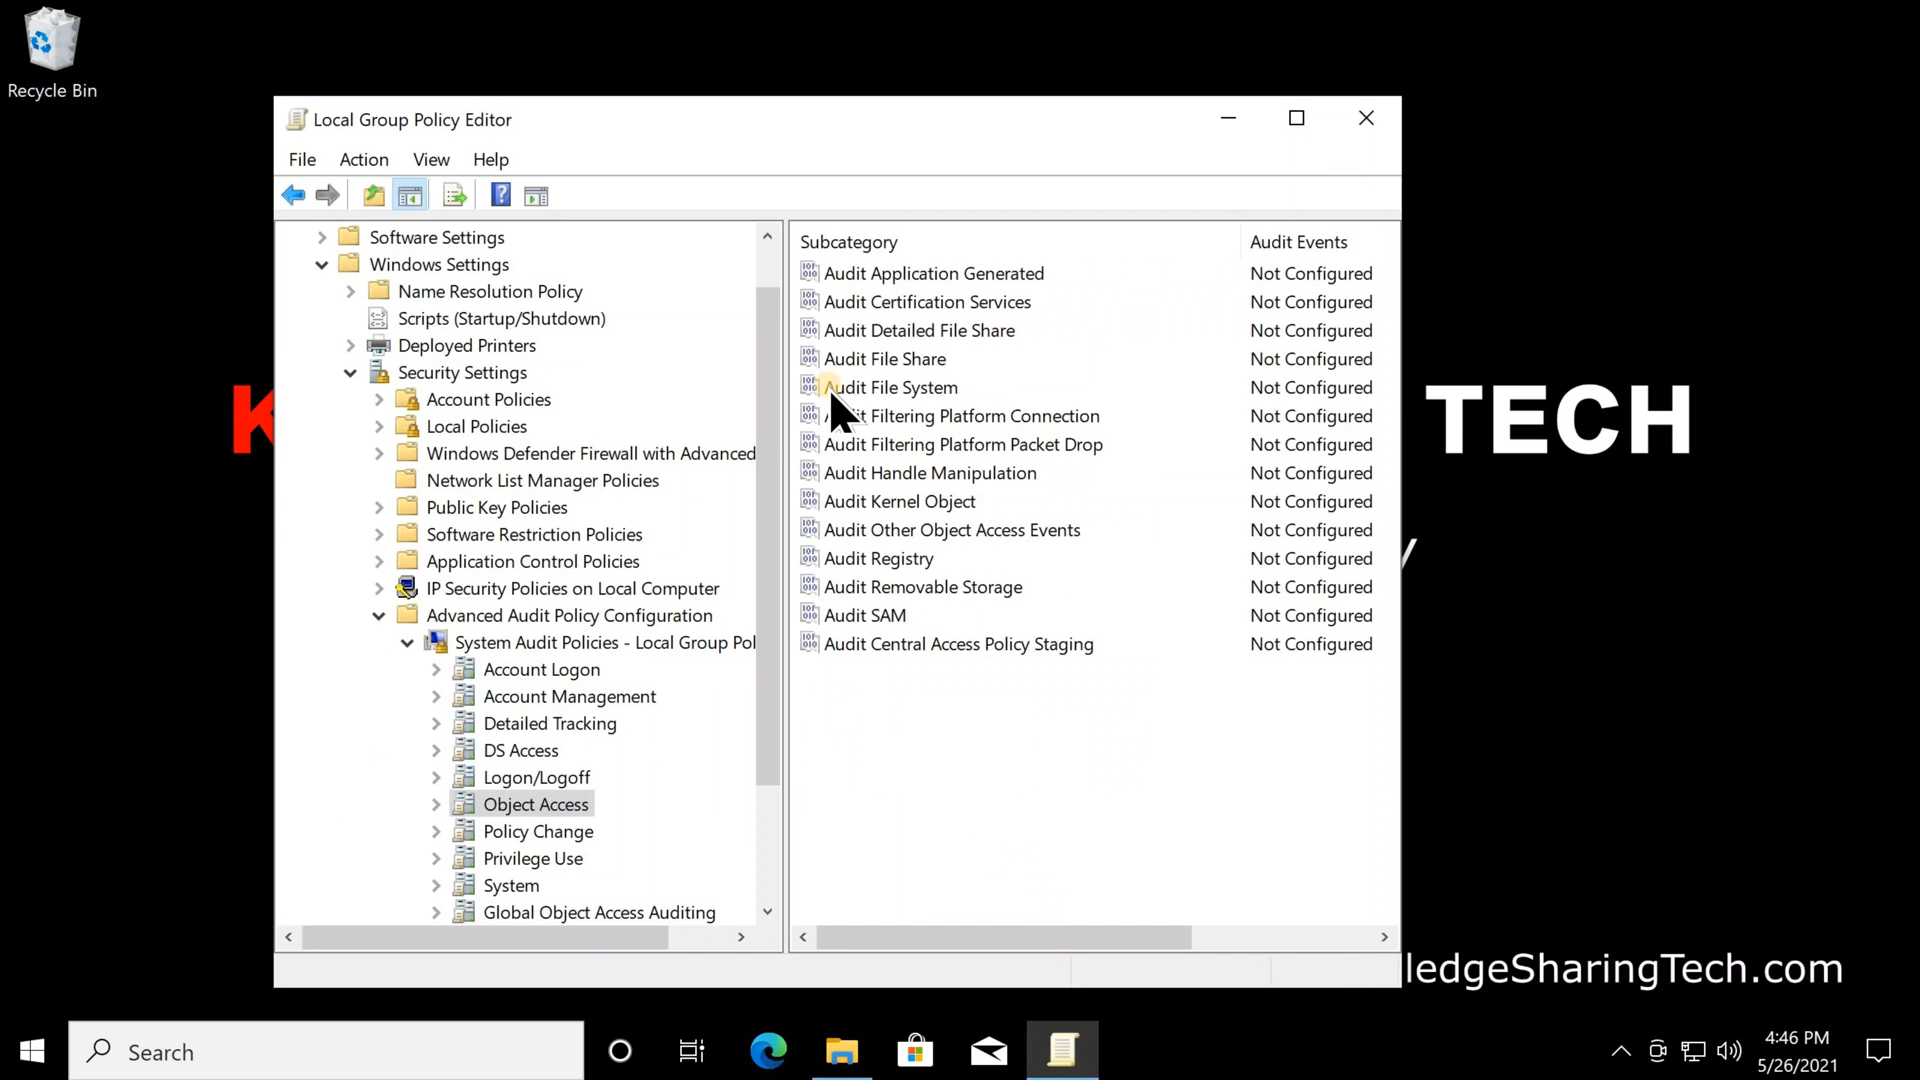 Recycle Bin
K
TECH
ledgeSharingTech.com
Local Group Policy Editor
File Action View Help
Software Settings
Windows Settings
Name Resolution Policy
Scripts (Startup/Shutdown)
Deployed Printers
Security Settings
Account Policies
Local Policies
Windows Defender Firewall with Advanced
Network List Manager Policies
Public Key Policies
Software Restriction Policies
Application Control Policies
IP Security Policies on Local Computer
Advanced Audit Policy Configuration
System Audit Policies - Local Group Pol
Account Logon
Account Management
Detailed Tracking
DS Access
Logon/Logoff
Object Access
Policy Change
Privilege Use
System
Global Object Access Auditing
Subcategory Audit Events
Audit Application Generated Not Configured
Audit Certification Services Not Configured
Audit Detailed File Share Not Configured
Audit File Share Not Configured
Audit File System Not Configured
Filtering Platform Connection Not Configured
Audit Filtering Platform Packet Drop Not Configured
Audit Handle Manipulation Not Configured
Audit Kernel Object Not Configured
Audit Other Object Access Events Not Configured
Audit Registry Not Configured
Audit Removable Storage Not Configured
Audit SAM Not Configured
Audit Central Access Policy Staging Not Configured
Search
4:46 PM
5/26/2021